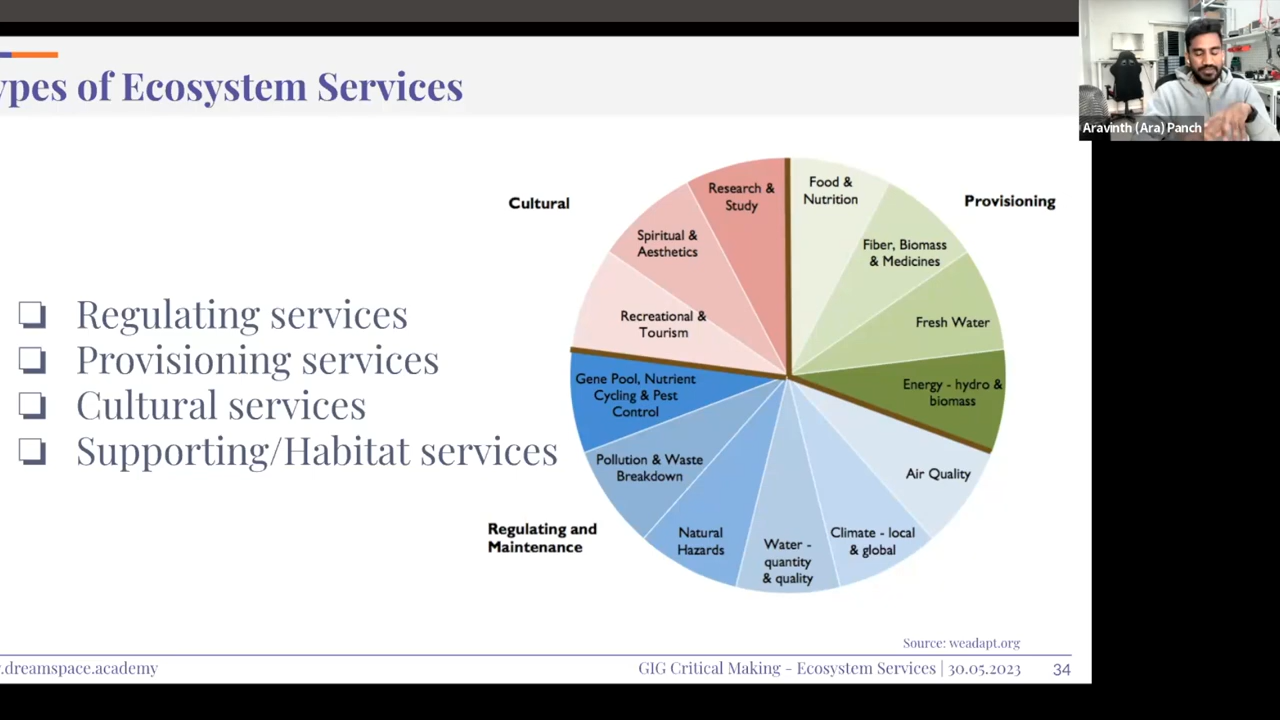 ypes of Ecosystem Services
Aravinth (Ara) Panch
Regulating services
Provisioning services
Cultural services
Supporting/Habitat services
Cultural
Provisioning
Regulating and
Maintenance
Research &
Study
Food &
Nutrition
Spiritual &
Aesthetics
Fiber, Biomass
& Medicines
Recreational &
Tourism
Fresh Water
Gene Pool, Nutrient
Cycling & Pest
Control
Energy - hydro &
biomass
Pollution & Waste
Breakdown
Air Quality
Natural
Hazards
Water -
quantity
& quality
Climate - local
& global
Source: weadapt.org
.dreamspace.academy
GIG Critical Making - Ecosystem Services | 30.05.2023
34